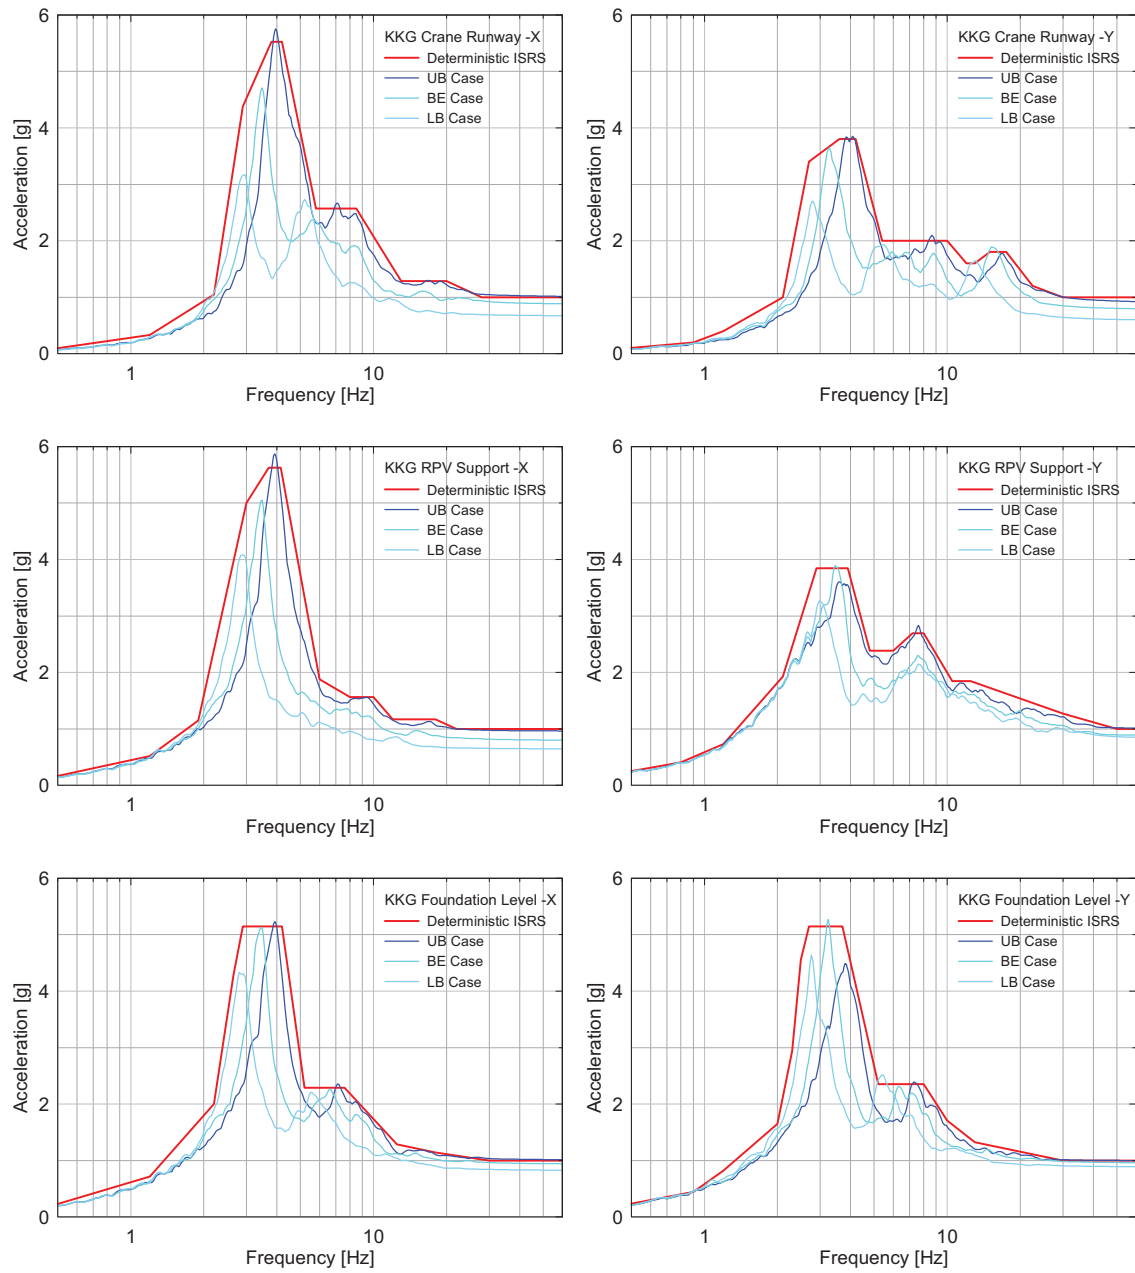 6
4
2
0
Acceleration [g]
KKG Crane Runway -X
Deterministic ISRS
UB Case
BE Case
LB Case
1
10
Frequency [Hz]
6
4
2
0
Acceleration [g]
KKG Crane Runway -Y
Deterministic ISRS
UB Case
BE Case
LB Case
1
10
Frequency [Hz]
6
4
2
0
Acceleration [g]
KKG RPV Support -X
Deterministic ISRS
UB Case
BE Case
LB Case
1
10
Frequency [Hz]
6
4
2
0
Acceleration [g]
KKG RPV Support -Y
Deterministic ISRS
UB Case
BE Case
LB Case
1
10
Frequency [Hz]
6
4
2
0
Acceleration [g]
KKG Foundation Level -X
Deterministic ISRS
UB Case
BE Case
LB Case
1
10
Frequency [Hz]
6
4
2
0
Acceleration [g]
KKG Foundation Level -Y
Deterministic ISRS
UB Case
BE Case
LB Case
1
10
Frequency [Hz]